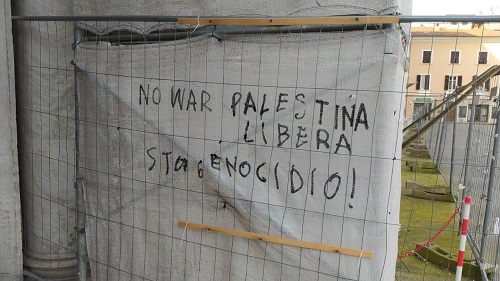 NO WAR PALESTINA
LIBERA
STOP GENOCIDIO!